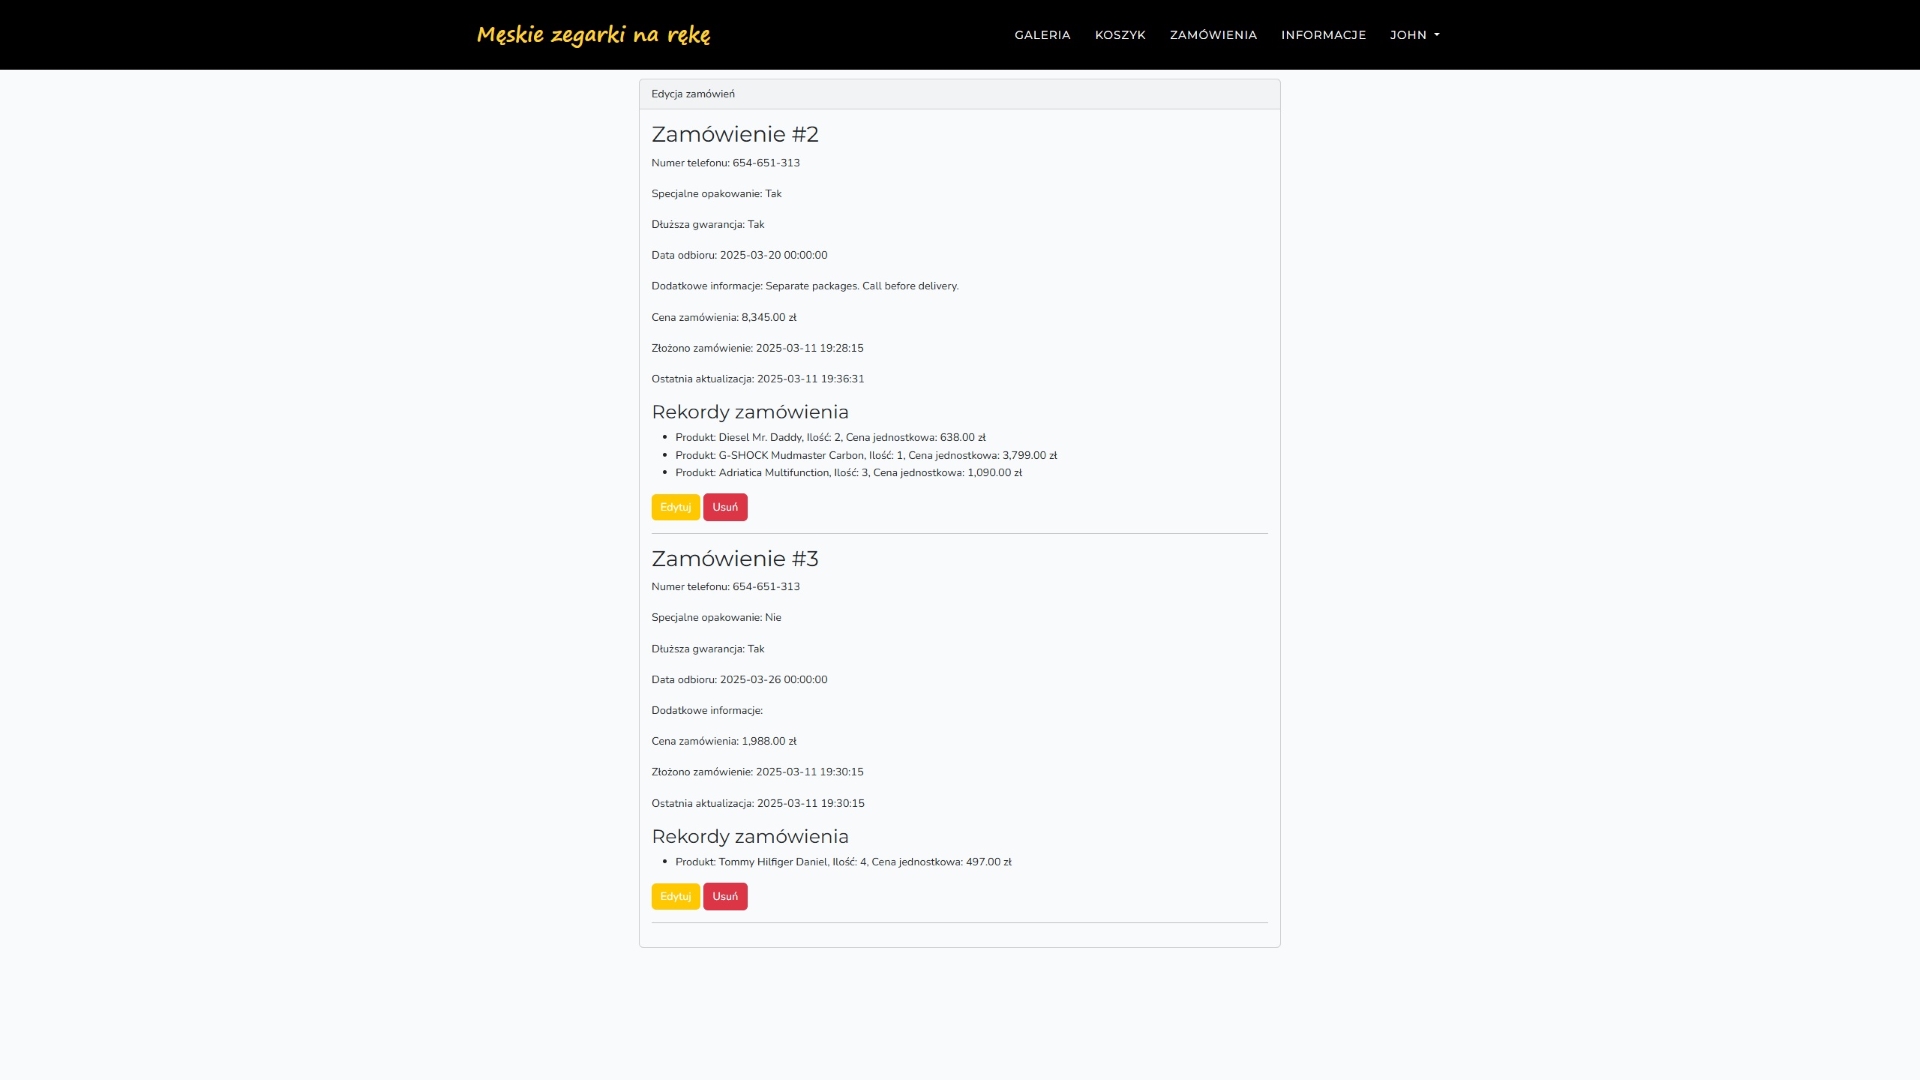 Męskie zegarki na rękę
GALERIA KOSZYK ZAMÓWIENIA INFORMACJE JOHN
Edycja zamówień
Zamówienie #2
Numer telefonu: 654-651-313
Specjalne opakowanie: Tak
Dłuższa gwarancja: Tak
Data odbioru: 2025-03-20 00:00:00
Dodatkowe informacje: Separate packages. Call before delivery.
Cena zamówienia: 8,345.00 zł
Złożono zamówienie: 2025-03-11 19:28:15
Ostatnia aktualizacja: 2025-03-11 19:36:31
Rekordy zamówienia
Produkt: Diesel Mr. Daddy, Ilość: 2, Cena jednostkowa: 638.00 zł
Produkt: G-SHOCK Mudmaster Carbon, Ilość: 1, Cena jednostkowa: 3,799.00 zł
Produkt: Adriatica Multifunction, Ilość: 3, Cena jednostkowa: 1,090.00 zł
Edytuj Usuń
Zamówienie #3
Numer telefonu: 654-651-313
Specjalne opakowanie: Nie
Dłuższa gwarancja: Tak
Data odbioru: 2025-03-26 00:00:00
Dodatkowe informacje:
Cena zamówienia: 1,988.00 zł
Złożono zamówienie: 2025-03-11 19:30:15
Ostatnia aktualizacja: 2025-03-11 19:30:15
Rekordy zamówienia
Produkt: Tommy Hilfiger Daniel, Ilość: 4, Cena jednostkowa: 497.00 zł
Edytuj Usuń